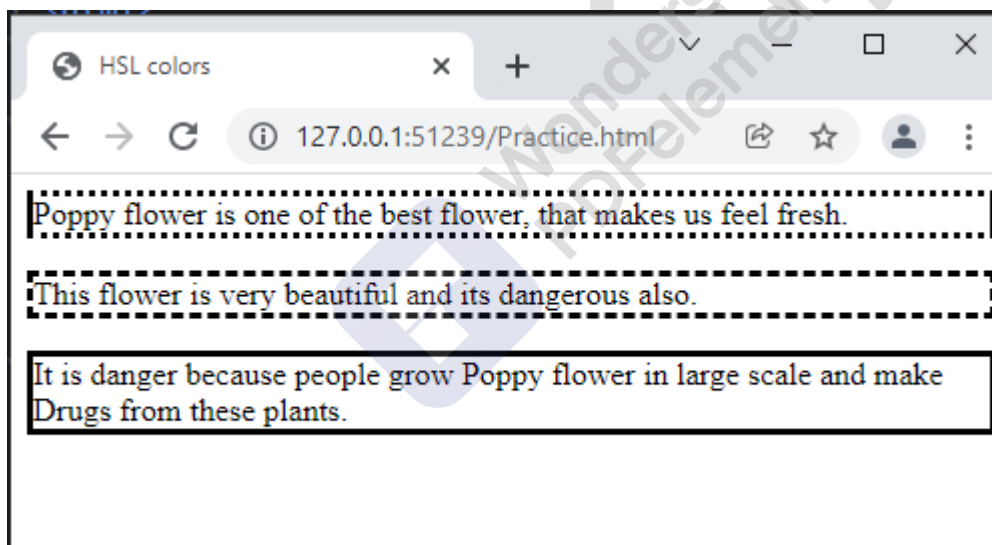 HSL colors
127.0.0.1:51239/Practice.html
Poppy flower is one of the best flower, that makes us feel fresh.
This flower is very beautiful and its dangerous also.
It is danger because people grow Poppy flower in large scale and make
Drugs from these plants.